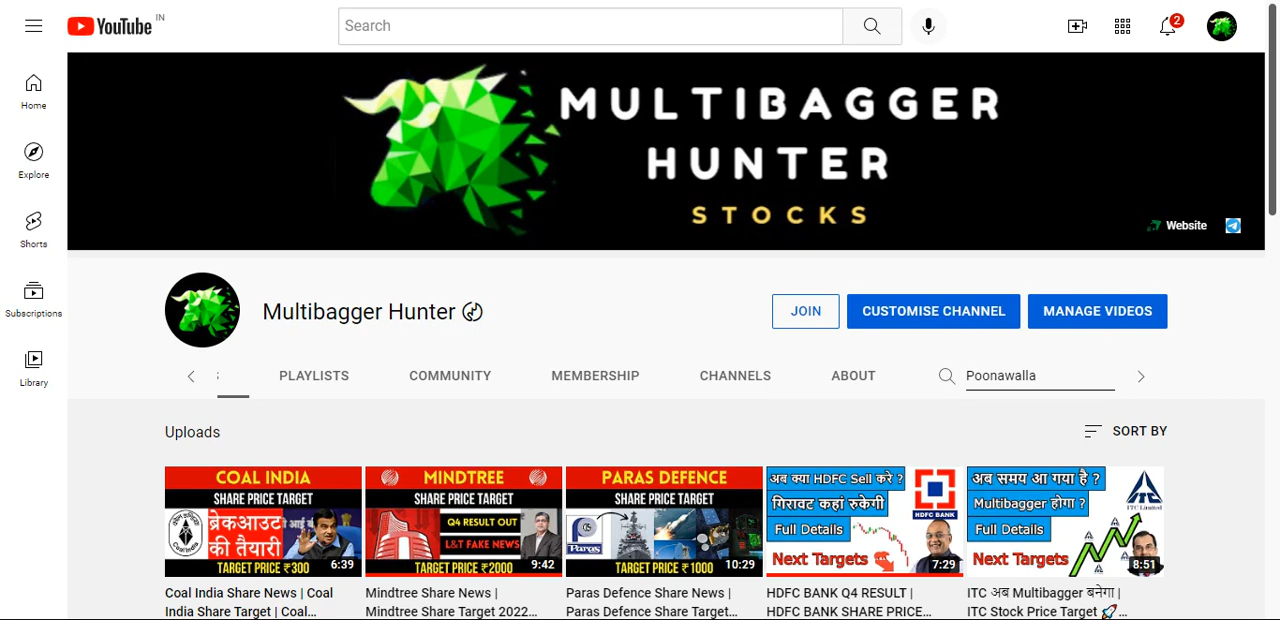 YouTube IN
Search
2
Home
Explore
Shorts
Subscriptions
Library
MULTIBAGGER
HUNTER
STOCKS
Website
Multibagger Hunter
JOIN
CUSTOMISE CHANNEL
MANAGE VIDEOS
PLAYLISTS
COMMUNITY
MEMBERSHIP
CHANNELS
ABOUT
Poonawalla
Uploads
SORT BY
COAL INDIA
SHARE PRICE TARGET
ब्रेकआउट
की तैयारी
TARGET PRICE ₹300
6:39
Coal India Share News | Coal
India Share Target | Coal...
MINDTREE
SHARE PRICE TARGET
Q4 RESULT OUT
L&T FAKE NEWS
TARGET PRICE ₹2000
9:42
Mindtree Share News |
Mindtree Share Target 2022...
PARAS DEFENCE
SHARE PRICE TARGET
Paras
TARGET PRICE ₹1000
10:29
Paras Defence Share News |
Paras Defence Share Target...
अब क्या HDFC Sell करे ?
गिरावट कहां रुकेगी
Full Details
HDFC BANK
Next Targets
7:29
HDFC BANK Q4 RESULT |
HDFC BANK SHARE PRICE...
अब समय आ गया है ?
Multibagger होगा ?
Full Details
ITC Limited
Next Targets
8:51
ITC अब Multibagger बनेगा |
ITC Stock Price Target 🚀...